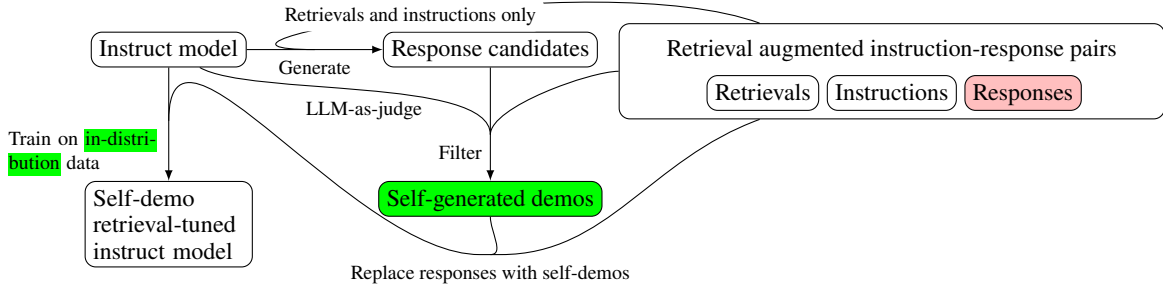 Retrievals and instructions only
Instruct model
Response candidates
Generate
Retrieval augmented instruction-response pairs
Retrievals
Instructions
Responses
LLM-as-judge
Train on in-distri-
bution data
Filter
Self-demo
retrieval-tuned
instruct model
Self-generated demos
Replace responses with self-demos